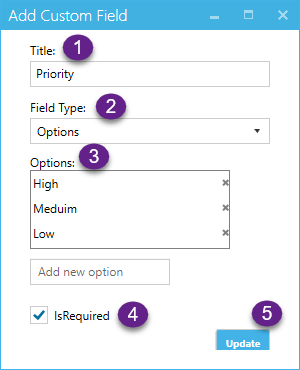 Add Custom Field
Title: 1
Priority
Field Type: 2
Options
Options: 3
High
Meduim
Low
Add new option
IsRequired 4
5
Update